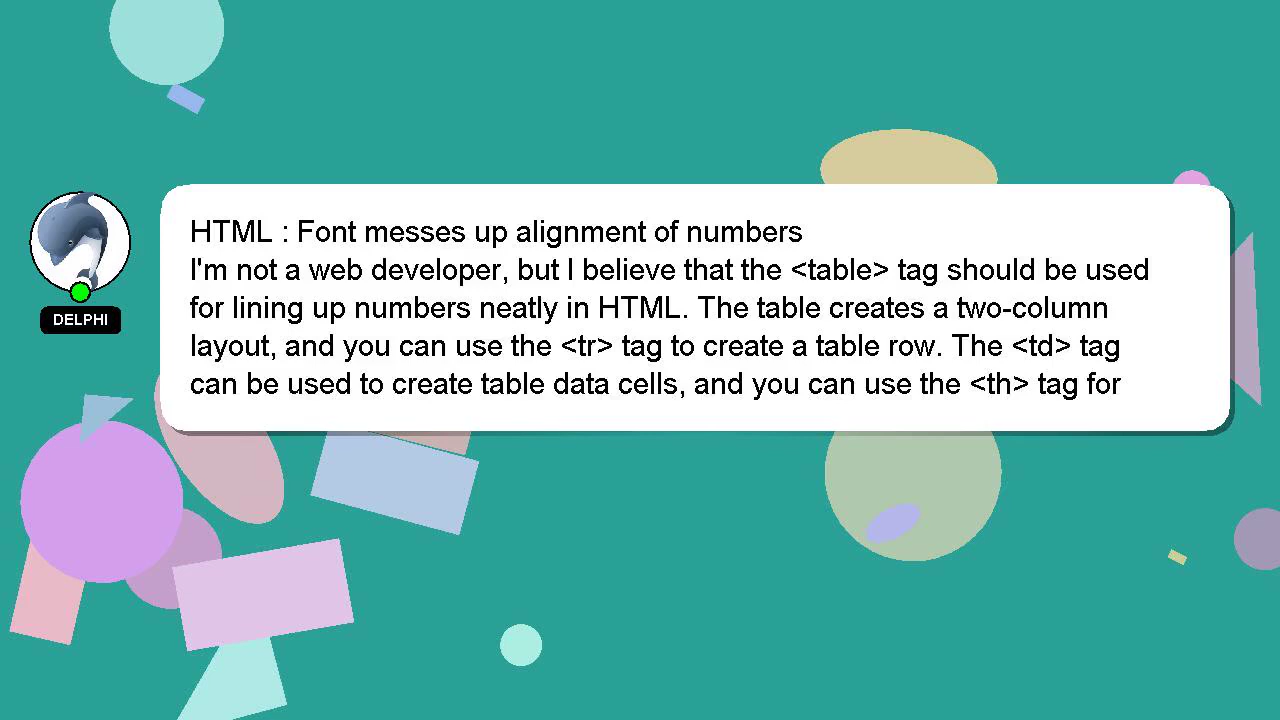 HTML : Font messes up alignment of numbers
I'm not a web developer, but I believe that the <table> tag should be used
for lining up numbers neatly in HTML. The table creates a two-column
layout, and you can use the <tr> tag to create a table row. The <td> tag
can be used to create table data cells, and you can use the <th> tag for
DELPHI